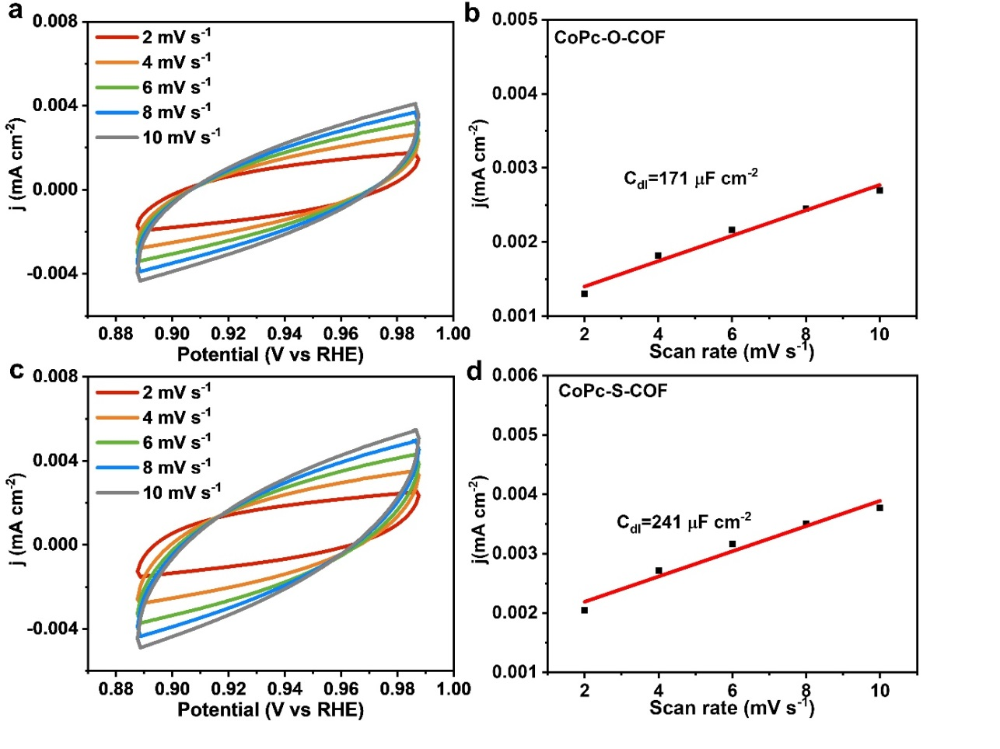 a
0.008
2 mV s⁻¹
4 mV s⁻¹
6 mV s⁻¹
8 mV s⁻¹
10 mV s⁻¹
0.004
0.000
-0.004
j (mA cm⁻²)
0.88 0.90 0.92 0.94 0.96 0.98 1.00
Potential (V vs RHE)
b
0.005
CoPc-O-COF
0.004
0.003
0.002
0.001
j(mA cm⁻²)
C_dl=171 μF cm⁻²
2 4 6 8 10
Scan rate (mV s⁻¹)
c
0.008
2 mV s⁻¹
4 mV s⁻¹
6 mV s⁻¹
8 mV s⁻¹
10 mV s⁻¹
0.004
0.000
-0.004
j (mA cm⁻²)
0.88 0.90 0.92 0.94 0.96 0.98 1.00
Potential (V vs RHE)
d
0.006
CoPc-S-COF
0.005
0.004
0.003
0.002
0.001
j(mA cm⁻²)
C_dl=241 μF cm⁻²
2 4 6 8 10
Scan rate (mV s⁻¹)